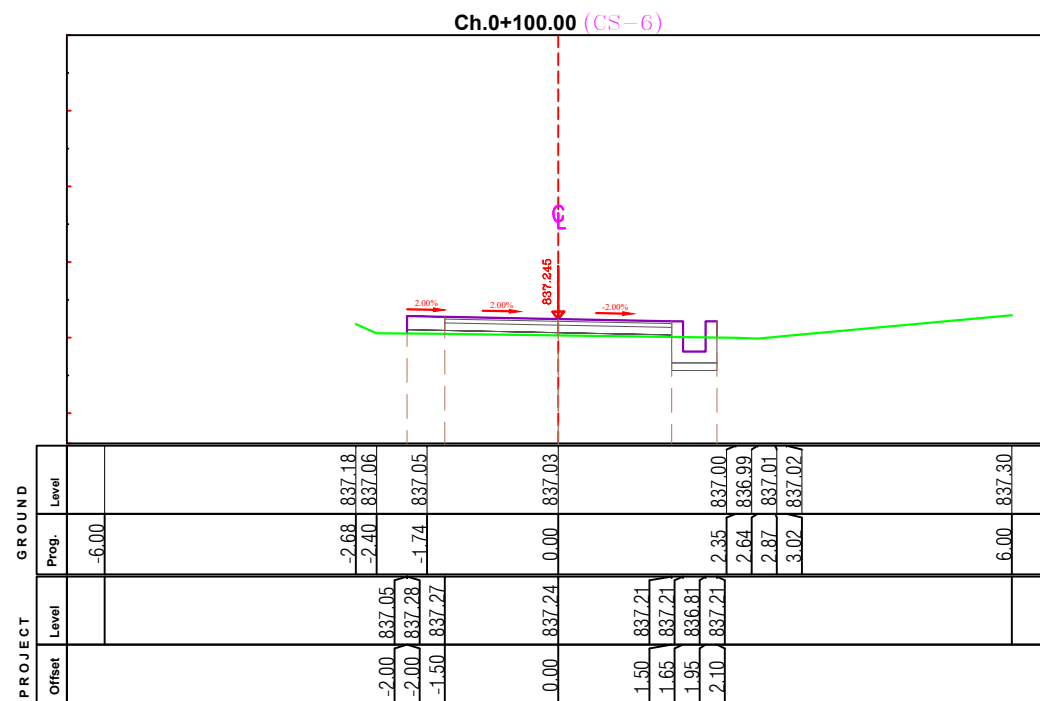 Ch.0+100.00 (CS-6)
℄
837.245
2.00% 2.00% -2.00%
GROUND
Level 837.18 837.06 837.05 837.03 837.00 836.99 837.01 837.02 837.30
Prog. -6.00 -2.68 -2.40 -1.74 0.00 2.35 2.64 2.87 3.02 6.00
PROJECT
Level 837.05 837.28 837.27 837.24 837.21 837.21 836.81 837.21
Offset -2.00 -2.00 -1.50 0.00 1.50 1.65 1.95 2.10